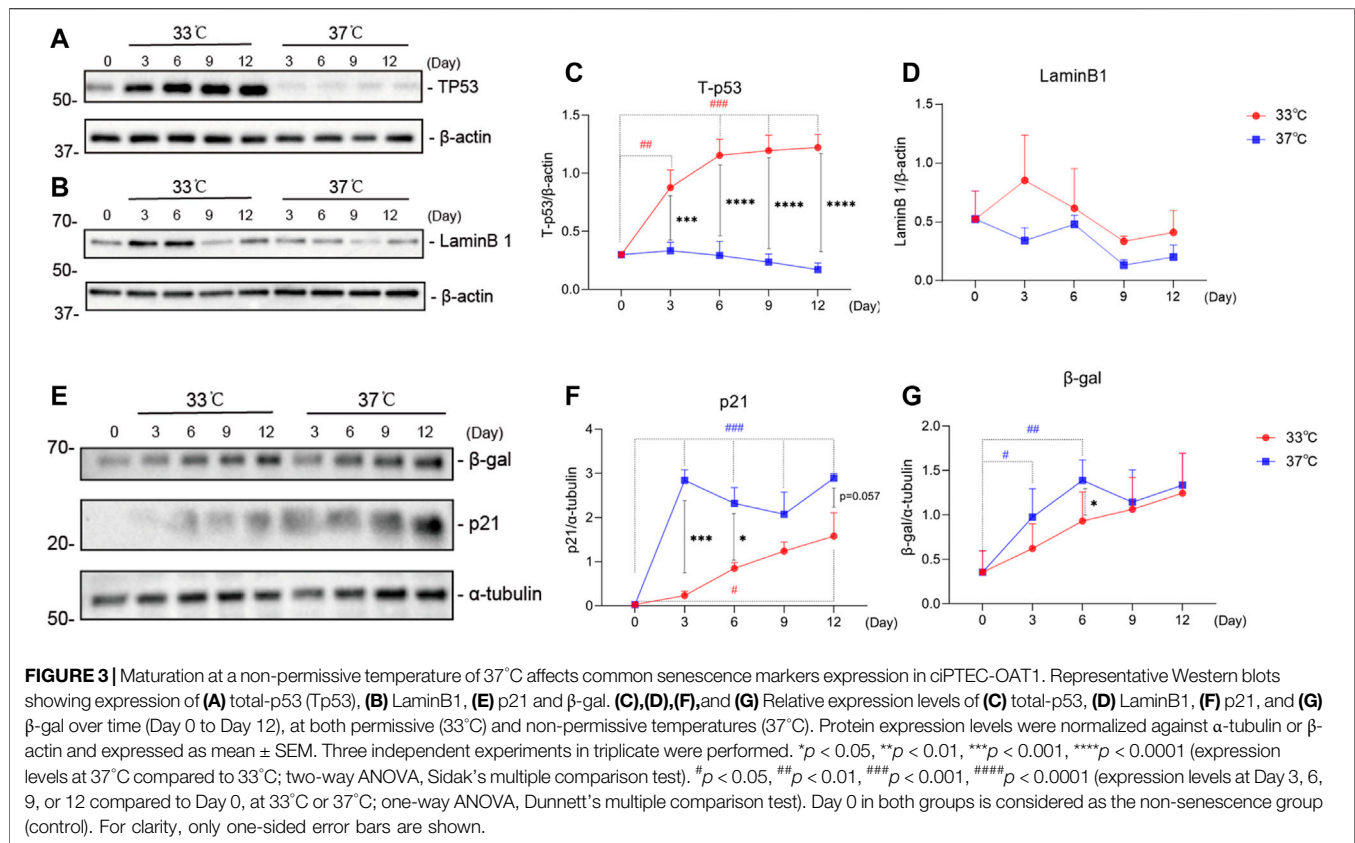 A
33℃ 37℃
0 3 6 9 12 3 6 9 12 (Day)
- TP53
50-
- β-actin
37-
B
33℃ 37℃
70- 0 3 6 9 12 3 6 9 12 (Day)
- LaminB 1
50-
- β-actin
37-
C
T-p53
T-p53/β-actin
1.5
1.0
0.5
0.0
###
##
***
****
****
****
0 3 6 9 12 (Day)
D
LaminB1
LaminB 1/β-actin
1.5
1.0
0.5
0.0
0 3 6 9 12 (Day)
33℃
37℃
E
33℃ 37℃
0 3 6 9 12 3 6 9 12 (Day)
70-
- β-gal
- p21
20-
- α-tubulin
50-
F
p21
p21/α-tubulin
4
3
2
1
0
###
p=0.057
***
*
#
0 3 6 9 12 (Day)
G
β-gal
β-gal/α-tubulin
2.0
1.5
1.0
0.5
0.0
##
#
*
0 3 6 9 12 (Day)
33℃
37℃
FIGURE 3 | Maturation at a non-permissive temperature of 37°C affects common senescence markers expression in ciPTEC-OAT1. Representative Western blots
showing expression of (A) total-p53 (Tp53), (B) LaminB1, (E) p21 and β-gal. (C),(D),(F),and (G) Relative expression levels of (C) total-p53, (D) LaminB1, (F) p21, and (G)
β-gal over time (Day 0 to Day 12), at both permissive (33°C) and non-permissive temperatures (37°C). Protein expression levels were normalized against α-tubulin or β-
actin and expressed as mean ± SEM. Three independent experiments in triplicate were performed. *p < 0.05, **p < 0.01, ***p < 0.001, ****p < 0.0001 (expression
levels at 37°C compared to 33°C; two-way ANOVA, Sidak's multiple comparison test). #p < 0.05, ##p < 0.01, ###p < 0.001, ####p < 0.0001 (expression levels at Day 3, 6,
9, or 12 compared to Day 0, at 33°C or 37°C; one-way ANOVA, Dunnett's multiple comparison test). Day 0 in both groups is considered as the non-senescence group
(control). For clarity, only one-sided error bars are shown.